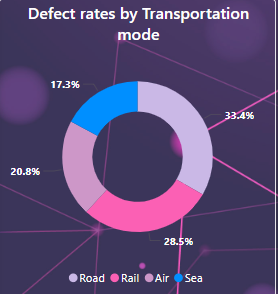 Defect rates by Transportation
mode
17.3%
33.4%
20.8%
28.5%
Road Rail Air Sea